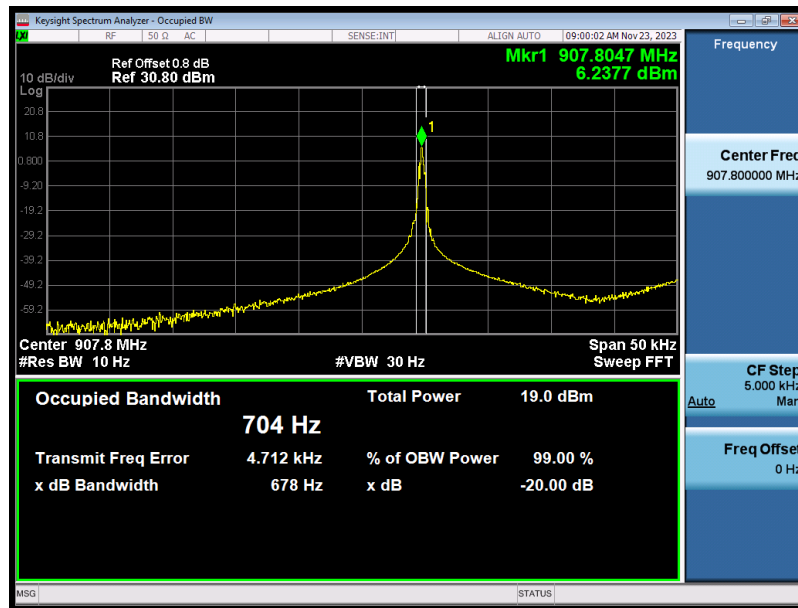 Keysight Spectrum Analyzer - Occupied BW
LXI RF 50 Ω AC SENSE:INT ALIGN AUTO 09:00:02 AM Nov 23, 2023
Frequency
Mkr1 907.8047 MHz
6.2377 dBm
Ref Offset 0.8 dB
10 dB/div Ref 30.80 dBm
Log
20.8
10.8
0.800
-9.20
-19.2
-29.2
-39.2
-49.2
-59.2
1
Center 907.8 MHz Span 50 kHz
#Res BW 10 Hz #VBW 30 Hz Sweep FFT
Center Freq
907.800000 MHz
Occupied Bandwidth Total Power 19.0 dBm
704 Hz
Transmit Freq Error 4.712 kHz % of OBW Power 99.00 %
x dB Bandwidth 678 Hz x dB -20.00 dB
CF Step
5.000 kHz
Auto Man
Freq Offset
0 Hz
MSG STATUS